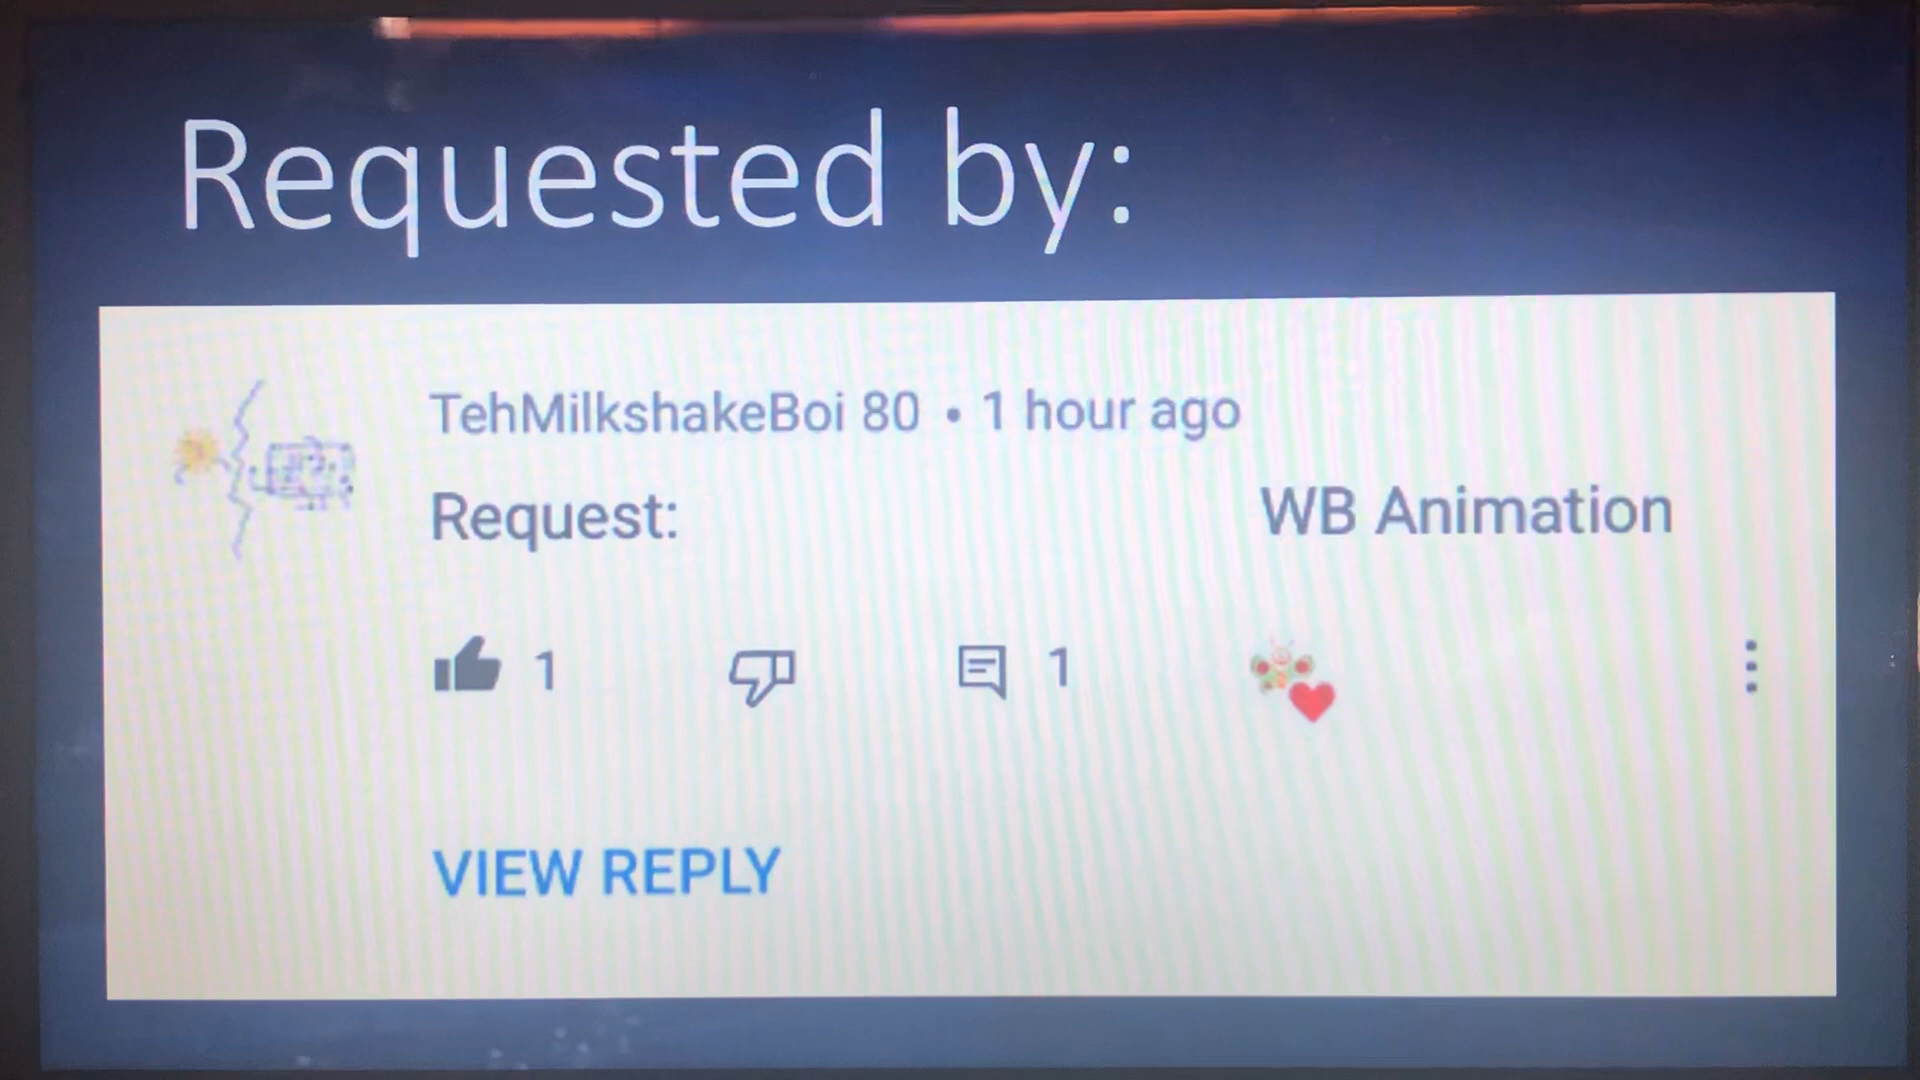 Requested by:
TehMilkshakeBoi 80 • 1 hour ago
Request: WB Animation
1 1
VIEW REPLY